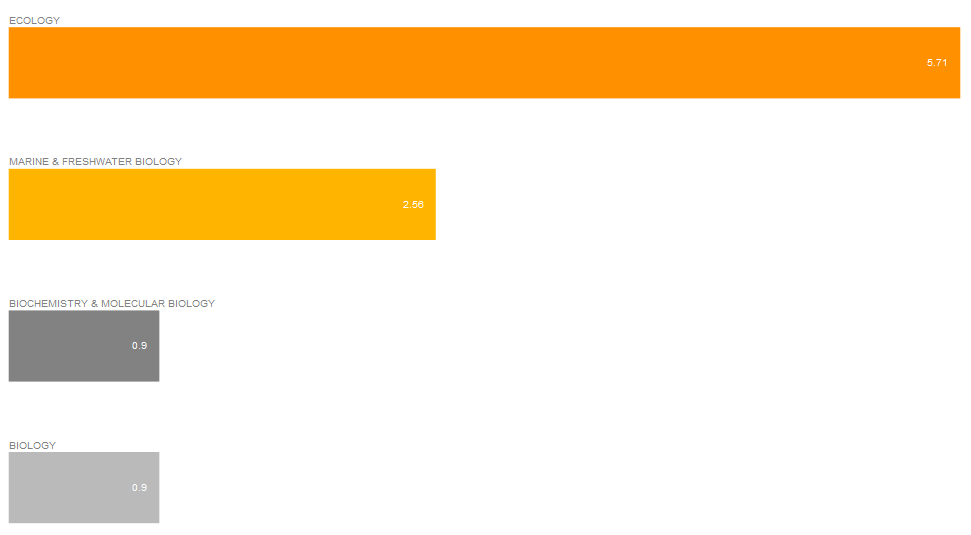 ECOLOGY
5.71
MARINE & FRESHWATER BIOLOGY
2.56
BIOCHEMISTRY & MOLECULAR BIOLOGY
0.9
BIOLOGY
0.9